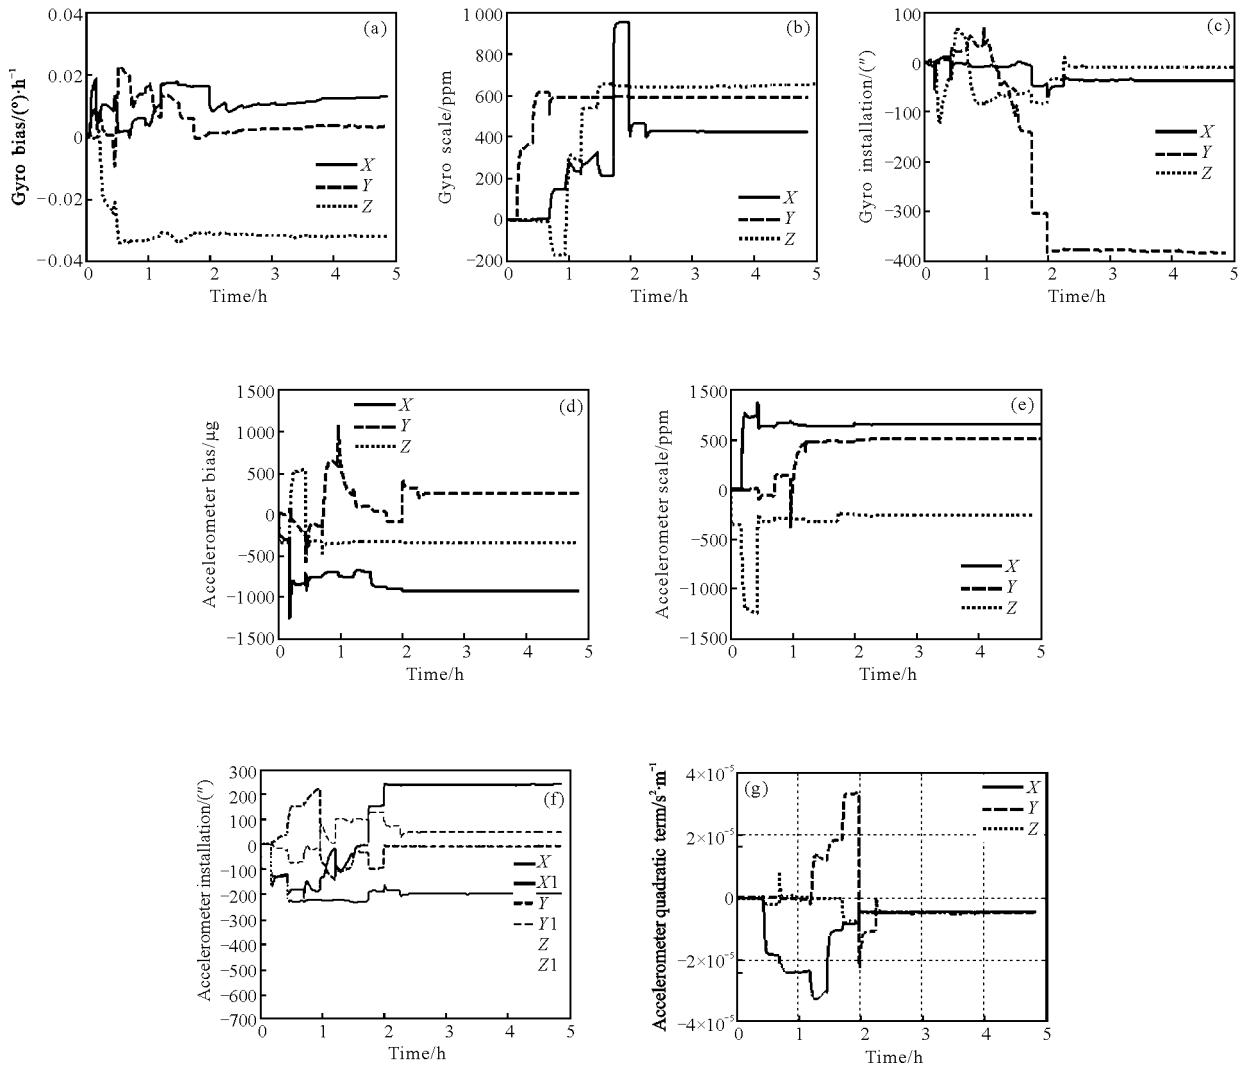 (a)
Gyro bias/(º)·h⁻¹
0.04
0.02
0
−0.02
−0.04
X
Y
Z
0 1 2 3 4 5
Time/h
(b)
Gyro scale/ppm
1 000
800
600
400
200
0
−200
X
Y
Z
0 1 2 3 4 5
Time/h
(c)
Gyro installation/(″)
100
0
−100
−200
−300
−400
X
Y
Z
0 1 2 3 4 5
Time/h
(d)
Accelerometer bias/μg
1 500
1000
500
0
−500
−1000
−1500
X
Y
Z
0 1 2 3 4 5
Time/h
(e)
Accelerometer scale/ppm
1 500
500
0
−500
−1000
−1500
X
Y
Z
0 1 2 3 4 5
Time/h
(f)
Accelerometer installation/(″)
300
200
100
0
−100
−200
−300
−400
−500
−600
−700
X
X1
Y
Y1
Z
Z1
0 1 2 3 4 5
Time/h
(g)
Accelerometer quadratic term/s²·m⁻¹
4×10⁻⁵
2×10⁻⁵
0
−2×10⁻⁵
−4×10⁻⁵
X
Y
Z
0 1 2 3 4 5
Time/h